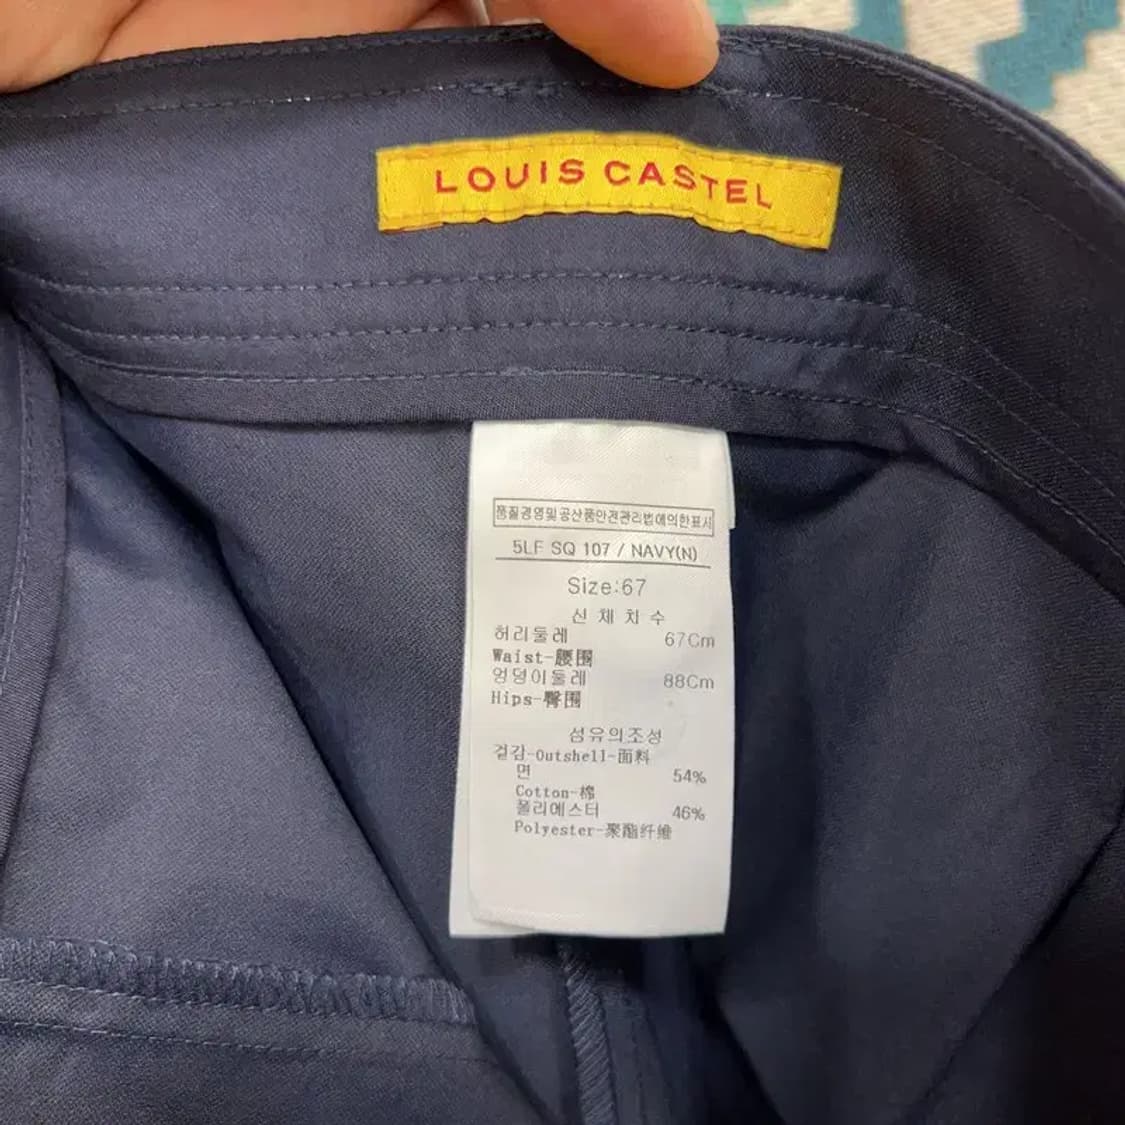 LOUIS CASTEL
품질경영및공산품안전관리법에의한표시
5LF SQ 107 / NAVY(N)
Size:67
신 체 치 수
허리둘레 67Cm
Waist-腰围
엉덩이둘레 88Cm
Hips-臀围
섬유의조성
겉감-Outshell-面料
면 54%
Cotton-棉
폴리에스터 46%
Polyester-聚酯纤维